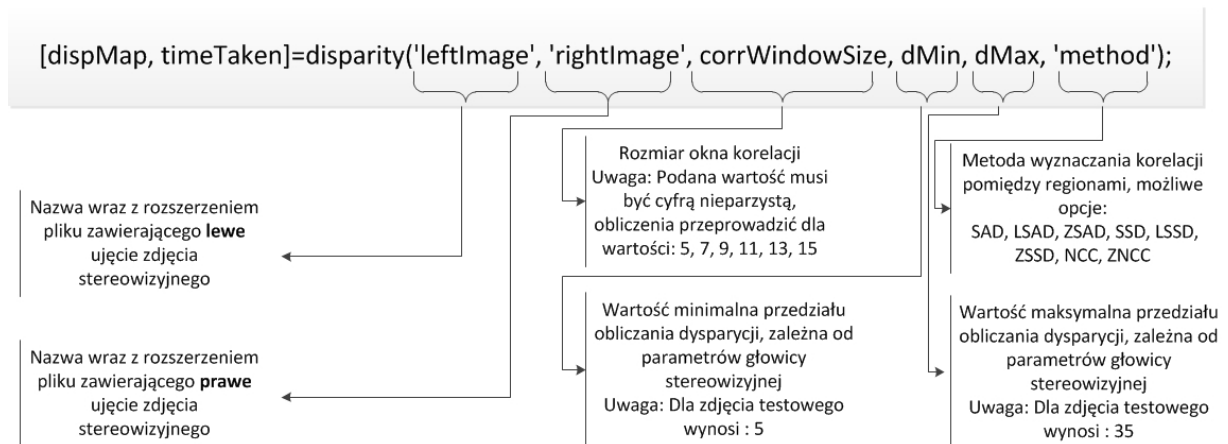 [dispMap, timeTaken]=disparity('leftImage', 'rightImage', corrWindowSize, dMin, dMax, 'method');
Nazwa wraz z rozszerzeniem
pliku zawierającego lewe
ujęcie zdjęcia
stereowizyjnego
Nazwa wraz z rozszerzeniem
pliku zawierającego prawe
ujęcie zdjęcia
stereowizyjnego
Rozmiar okna korelacji
Uwaga: Podana wartość musi
być cyfrą nieparzystą,
obliczenia przeprowadzić dla
wartości: 5, 7, 9, 11, 13, 15
Wartość minimalna przedziału
obliczania dysparycji, zależna od
parametrów głowicy
stereowizyjnej
Uwaga: Dla zdjęcia testowego
wynosi : 5
Metoda wyznaczania korelacji
pomiędzy regionami, możliwe
opcje:
SAD, LSAD, ZSAD, SSD, LSSD,
ZSSD, NCC, ZNCC
Wartość maksymalna przedziału
obliczania dysparycji, zależna od
parametrów głowicy
stereowizyjnej
Uwaga: Dla zdjęcia testowego
wynosi : 35